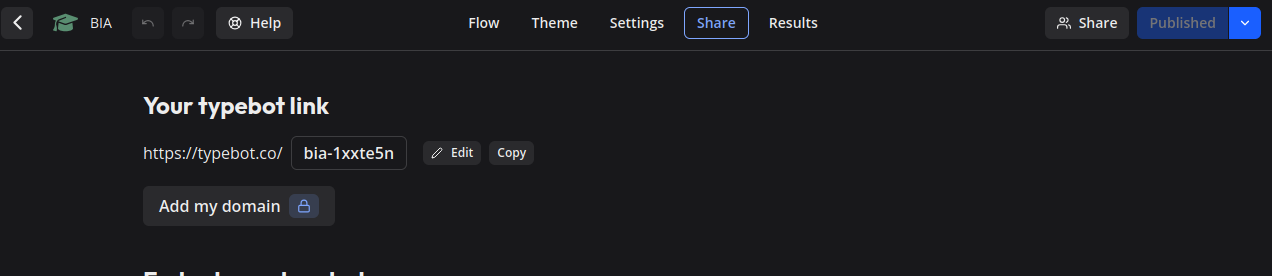 BIA Help Flow Theme Settings Share Results Share Published
Your typebot link
https://typebot.co/ bia-1xxte5n Edit Copy
Add my domain